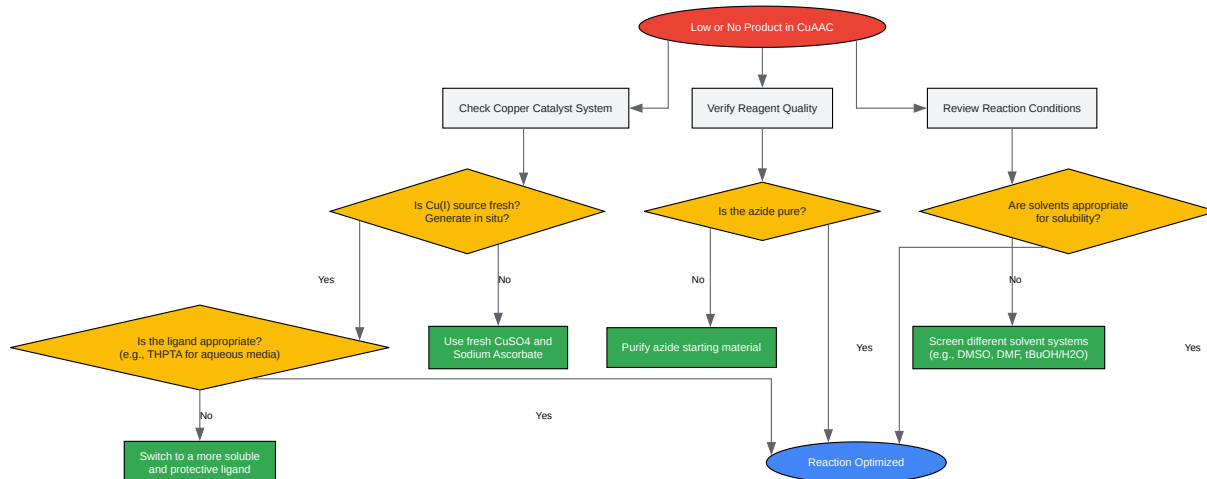 Low or No Product in CuAAC
Check Copper Catalyst System
Verify Reagent Quality
Review Reaction Conditions
Is Cu(I) source fresh?
Generate in situ?
Is the azide pure?
Are solvents appropriate
for solubility?
Yes
No
No
No
Is the ligand appropriate?
(e.g., THPTA for aqueous media)
Use fresh CuSO4 and
Sodium Ascorbate
Purify azide starting material
Yes
Screen different solvent systems
(e.g., DMSO, DMF, tBuOH/H2O)
Yes
No
Yes
Switch to a more soluble
and protective ligand
Reaction Optimized